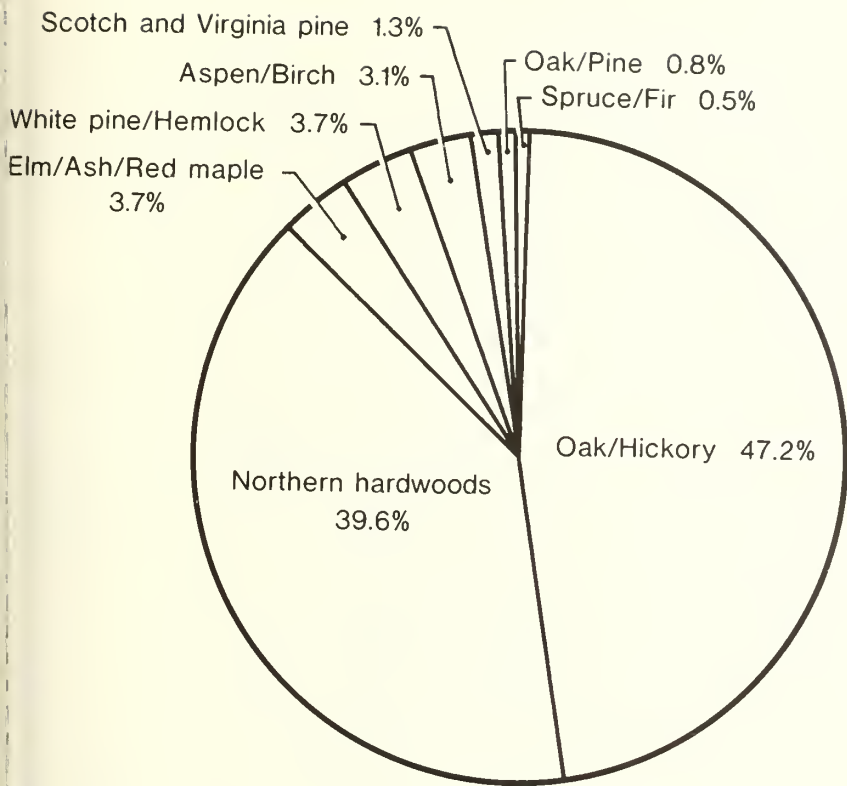 Scotch and Virginia pine 1.3%
Aspen/Birch 3.1%
White pine/Hemlock 3.7%
Elm/Ash/Red maple
3.7%
Oak/Pine 0.8%
Spruce/Fir 0.5%
Oak/Hickory 47.2%
Northern hardwoods
39.6%